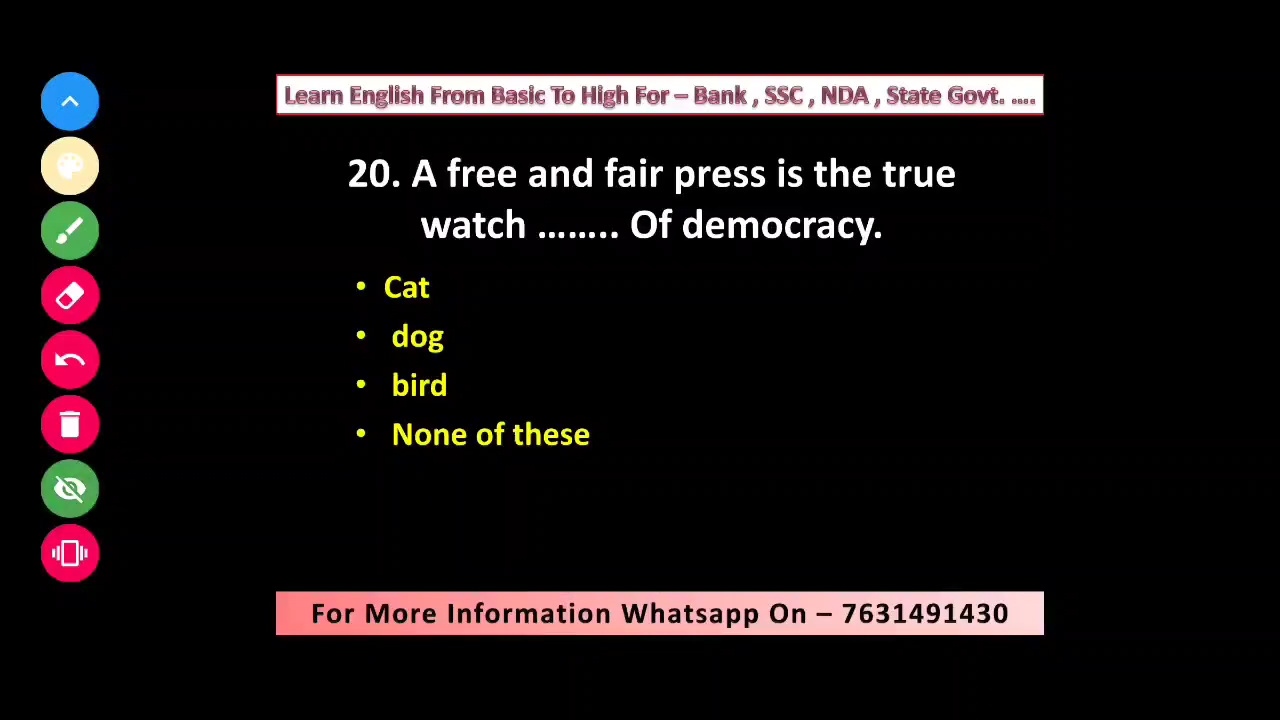 Learn English From Basic To High For – Bank , SSC , NDA , State Govt. ....
20. A free and fair press is the true
watch …….. Of democracy.
• Cat
• dog
• bird
• None of these
For More Information Whatsapp On – 7631491430